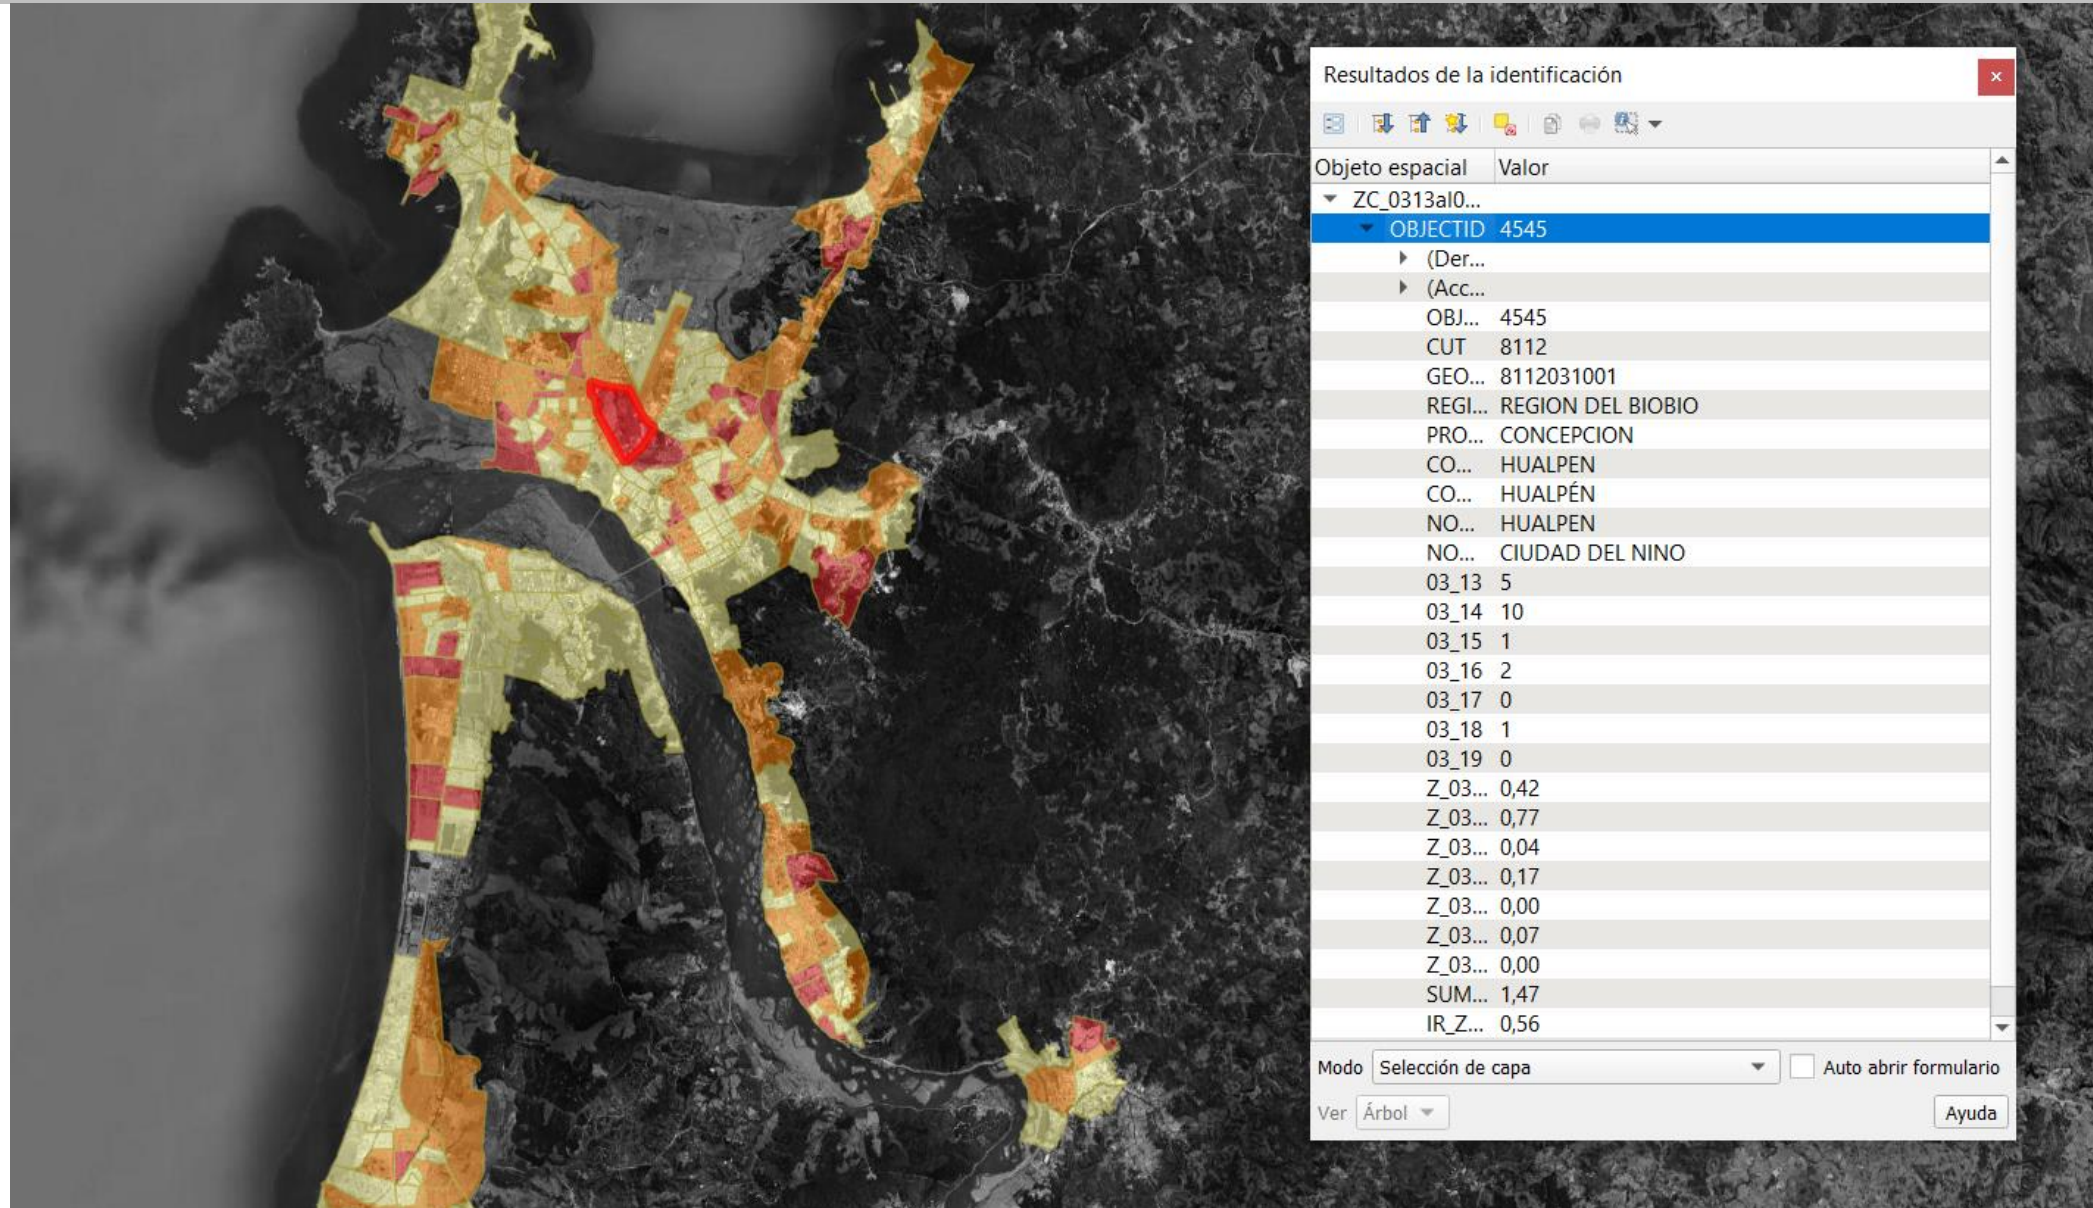 Resultados de la identificación
Objeto espacial Valor
ZC_0313al0...
OBJECTID 4545
(Der...
(Acc...
OBJ... 4545
CUT 8112
GEO... 8112031001
REGI... REGION DEL BIOBIO
PRO... CONCEPCION
CO... HUALPEN
CO... HUALPÉN
NO... HUALPEN
NO... CIUDAD DEL NINO
03_13 5
03_14 10
03_15 1
03_16 2
03_17 0
03_18 1
03_19 0
Z_03... 0,42
Z_03... 0,77
Z_03... 0,04
Z_03... 0,17
Z_03... 0,00
Z_03... 0,07
Z_03... 0,00
SUM... 1,47
IR_Z... 0,56
Modo Selección de capa Auto abrir formulario
Ver Árbol Ayuda